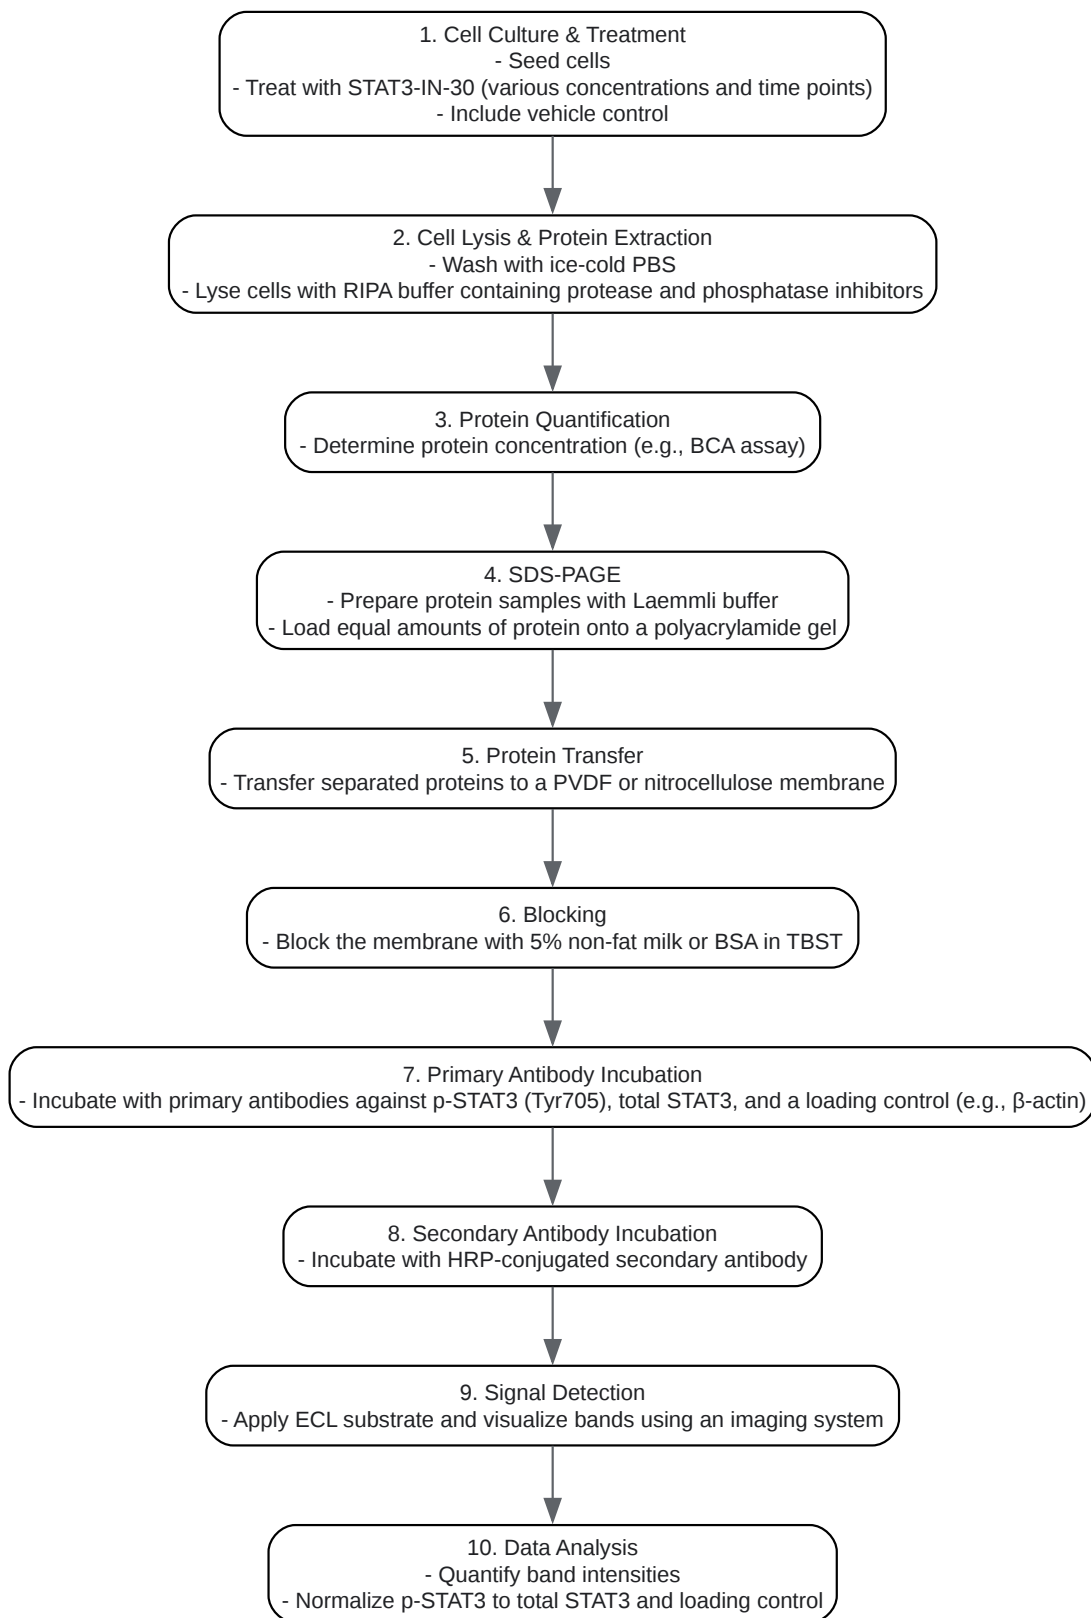 1. Cell Culture & Treatment
- Seed cells
- Treat with STAT3-IN-30 (various concentrations and time points)
- Include vehicle control
2. Cell Lysis & Protein Extraction
- Wash with ice-cold PBS
- Lyse cells with RIPA buffer containing protease and phosphatase inhibitors
3. Protein Quantification
- Determine protein concentration (e.g., BCA assay)
4. SDS-PAGE
- Prepare protein samples with Laemmli buffer
- Load equal amounts of protein onto a polyacrylamide gel
5. Protein Transfer
- Transfer separated proteins to a PVDF or nitrocellulose membrane
6. Blocking
- Block the membrane with 5% non-fat milk or BSA in TBST
7. Primary Antibody Incubation
- Incubate with primary antibodies against p-STAT3 (Tyr705), total STAT3, and a loading control (e.g., β-actin)
8. Secondary Antibody Incubation
- Incubate with HRP-conjugated secondary antibody
9. Signal Detection
- Apply ECL substrate and visualize bands using an imaging system
10. Data Analysis
- Quantify band intensities
- Normalize p-STAT3 to total STAT3 and loading control